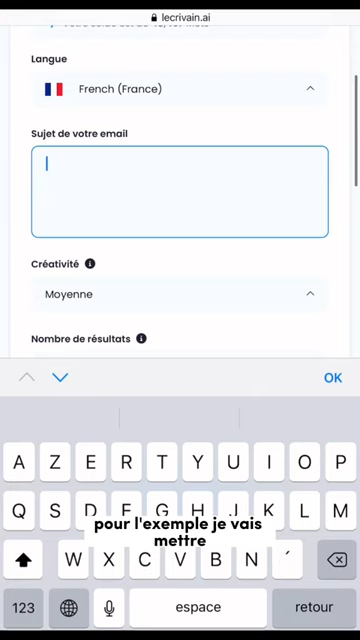 lecrivain.ai
Langue
French (France)
Sujet de votre email
Créativité
Moyenne
Nombre de résultats
OK
A Z E R T Y U I O P
Q S D F G H J K L M
pour l'exemple je vais
mettre
W X C V B N ´
123 espace retour